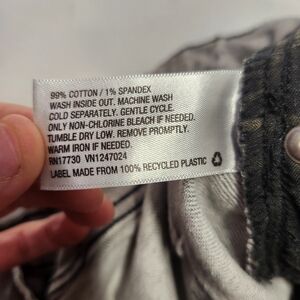 99% COTTON / 1% SPANDEX
WASH INSIDE OUT. MACHINE WASH
COLD SEPARATELY. GENTLE CYCLE.
ONLY NON-CHLORINE BLEACH IF NEEDED.
TUMBLE DRY LOW. REMOVE PROMPTLY.
WARM IRON IF NEEDED.
RN17730 VN1247024
LABEL MADE FROM 100% RECYCLED PLASTIC